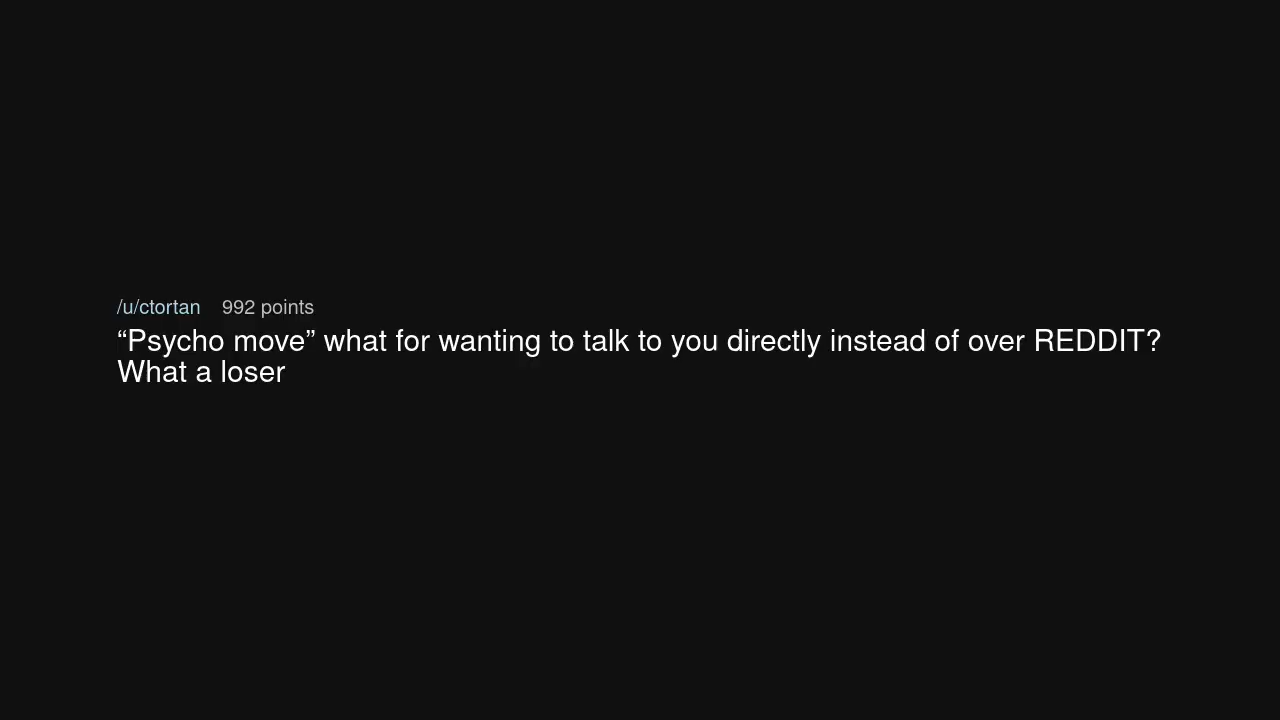 /u/ctortan 992 points
“Psycho move” what for wanting to talk to you directly instead of over REDDIT?
What a loser